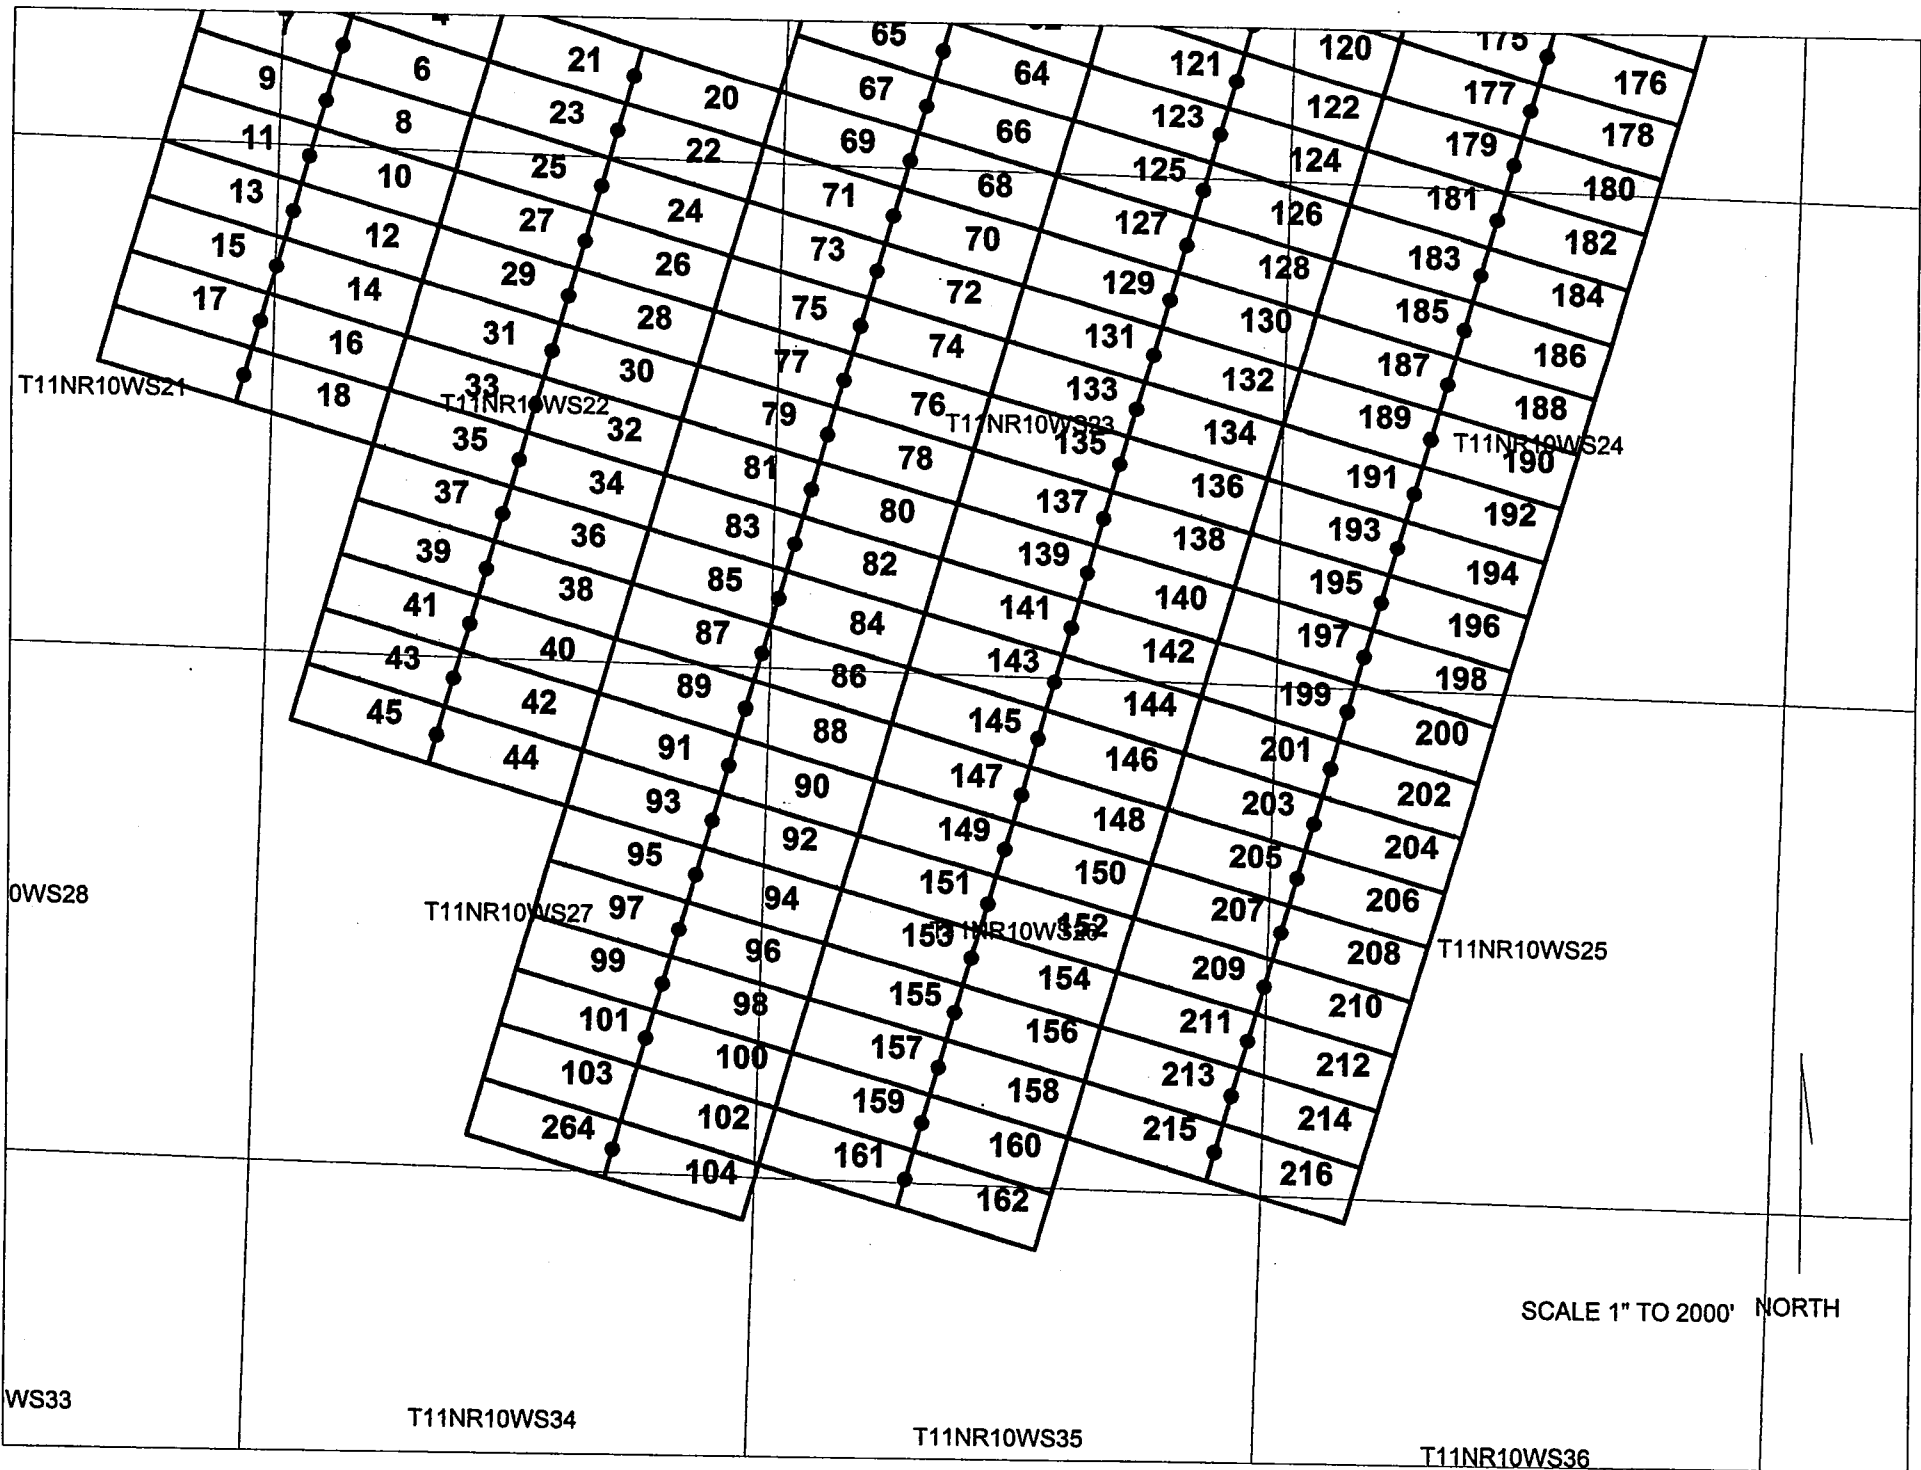 7 4 65 62 120 175
9 6 21 20 67 64 121 122 177 176
11 8 23 22 69 66 123 124 179 178
13 10 25 24 71 68 125 126 181 180
15 12 27 26 73 70 127 128 183 182
17 14 29 28 75 72 129 130 185 184
16 31 30 77 74 131 132 187 186
T11NR10WS21 18 33 T11NR10WS22 32 79 76 T11NR10WS23 133 134 189 188 T11NR10WS24
35 34 81 78 135 136 191 190
37 36 83 80 137 138 193 192
39 38 85 82 139 140 195 194
41 40 87 84 141 142 197 196
43 42 89 86 143 144 199 198
45 44 91 88 145 146 201 200
93 90 147 148 203 202
95 92 149 150 205 204
0WS28 T11NR10WS27 97 94 151 152 207 206
99 96 153 T11NR10WS26 154 209 208 T11NR10WS25
101 98 155 156 211 210
103 100 157 158 213 212
264 102 159 160 215 214
104 161 162 216
SCALE 1" TO 2000' NORTH
WS33 T11NR10WS34 T11NR10WS35 T11NR10WS36